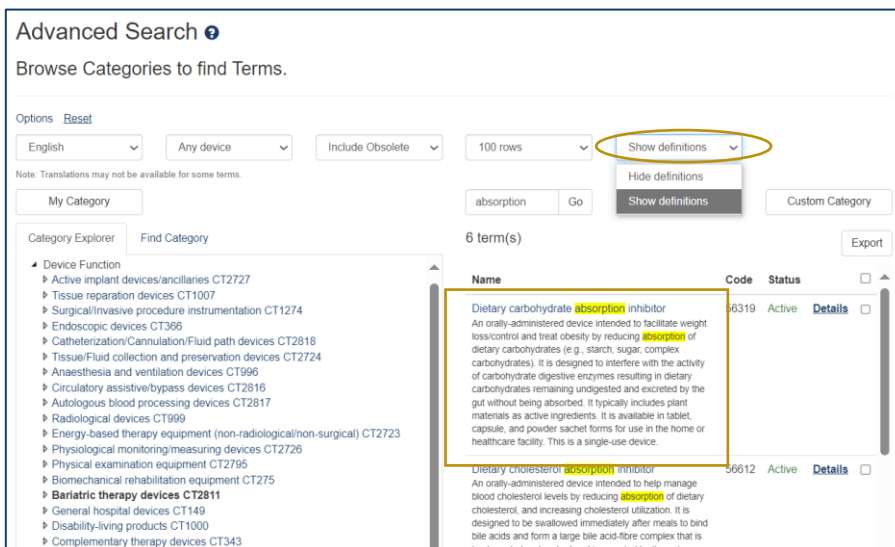 Advanced Search ?
Browse Categories to find Terms.
Options Reset
English Any device Include Obsolete 100 rows Show definitions
Note: Translations may not be available for some terms.
Hide definitions
Show definitions
My Category
absorption Go
Custom Category
Category Explorer Find Category
6 term(s)
Export
Device Function
Active implant devices/ancillaries CT2727
Tissue reparation devices CT1007
Surgical/Invasive procedure instrumentation CT1274
Endoscopic devices CT366
Catheterization/Cannulation/Fluid path devices CT2818
Tissue/Fluid collection and preservation devices CT2724
Anaesthesia and ventilation devices CT996
Circulatory assistive/bypass devices CT2816
Autologous blood processing devices CT2817
Radiological devices CT999
Energy-based therapy equipment (non-radiological/non-surgical) CT2723
Physiological monitoring/measuring devices CT2726
Physical examination equipment CT2795
Biomechanical rehabilitation equipment CT275
Bariatric therapy devices CT2811
General hospital devices CT149
Disability-living products CT1000
Complementary therapy devices CT343
Name Code Status
Dietary carbohydrate absorption inhibitor 56319 Active Details
An orally-administered device intended to facilitate weight
loss/control and treat obesity by reducing absorption of
dietary carbohydrates (e.g., starch, sugar, complex
carbohydrates). It is designed to interfere with the activity
of carbohydrate digestive enzymes resulting in dietary
carbohydrates remaining undigested and excreted by the
gut without being absorbed. It typically includes plant
materials as active ingredients. It is available in tablet,
capsule, and powder sachet forms for use in the home or
healthcare facility. This is a single-use device.
Dietary cholesterol absorption inhibitor 56612 Active Details
An orally-administered device intended to help manage
blood cholesterol levels by reducing absorption of dietary
cholesterol, and increasing cholesterol utilization. It is
designed to be swallowed immediately after meals to bind
bile acids and form a large bile acid-fibre complex that is